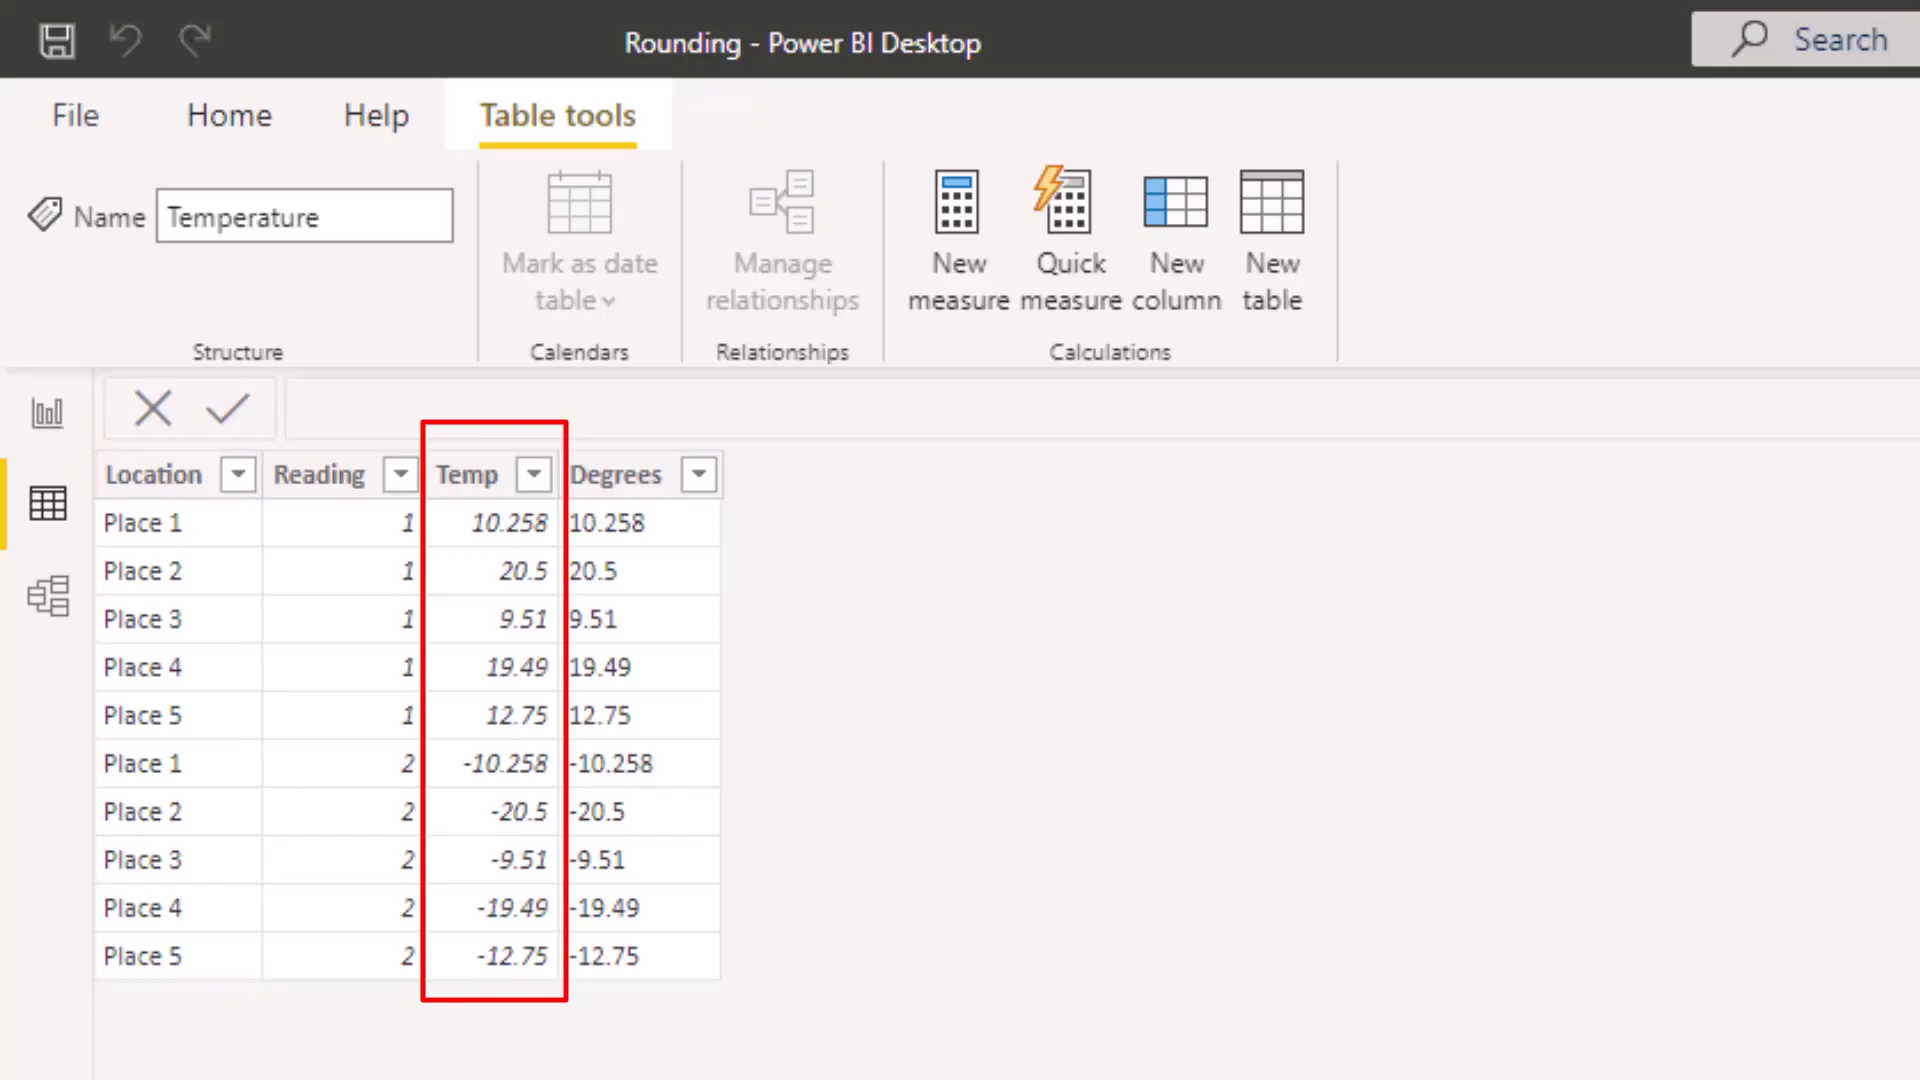 Rounding - Power BI Desktop
Search
File Home Help Table tools
Name Temperature
Mark as date table
Manage relationships
New measure
Quick measure
New column
New table
Structure Calendars Relationships Calculations
Location Reading Temp Degrees
Place 1 1 10.258 10.258
Place 2 1 20.5 20.5
Place 3 1 9.51 9.51
Place 4 1 19.49 19.49
Place 5 1 12.75 12.75
Place 1 2 -10.258 -10.258
Place 2 2 -20.5 -20.5
Place 3 2 -9.51 -9.51
Place 4 2 -19.49 -19.49
Place 5 2 -12.75 -12.75